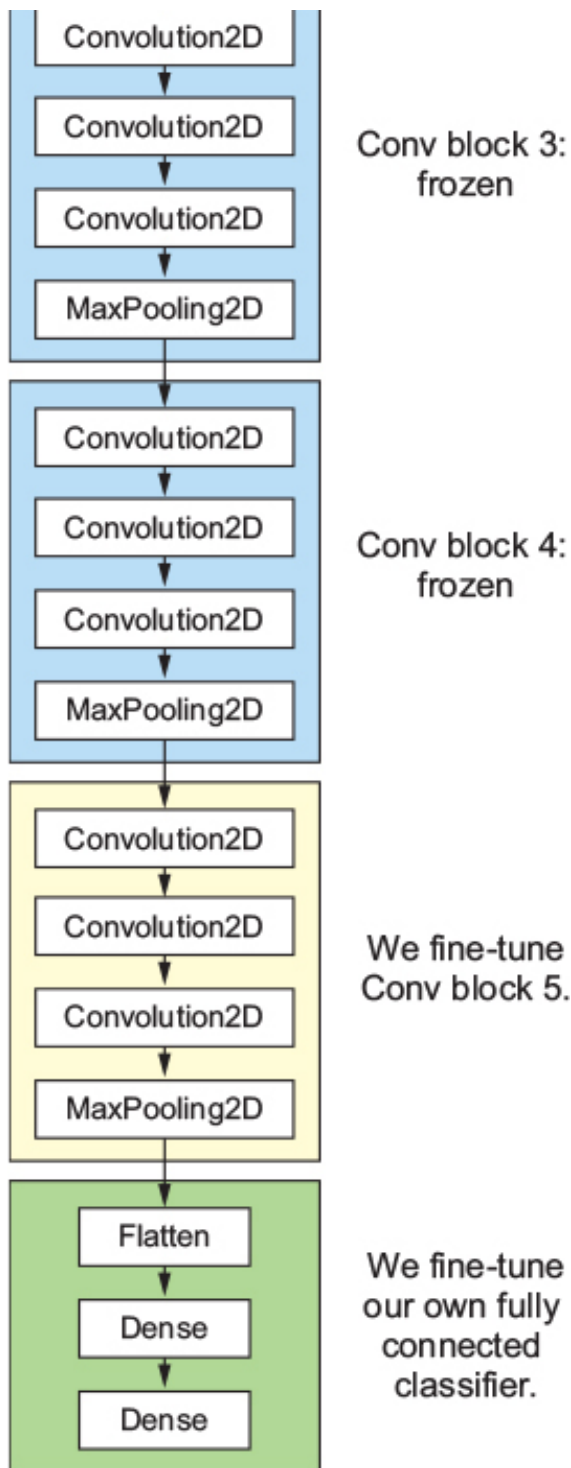 Convolution2D
Convolution2D
Convolution2D
MaxPooling2D
Conv block 3:
frozen
Convolution2D
Convolution2D
Convolution2D
MaxPooling2D
Conv block 4:
frozen
Convolution2D
Convolution2D
Convolution2D
MaxPooling2D
We fine-tune
Conv block 5.
Flatten
Dense
Dense
We fine-tune
our own fully
connected
classifier.